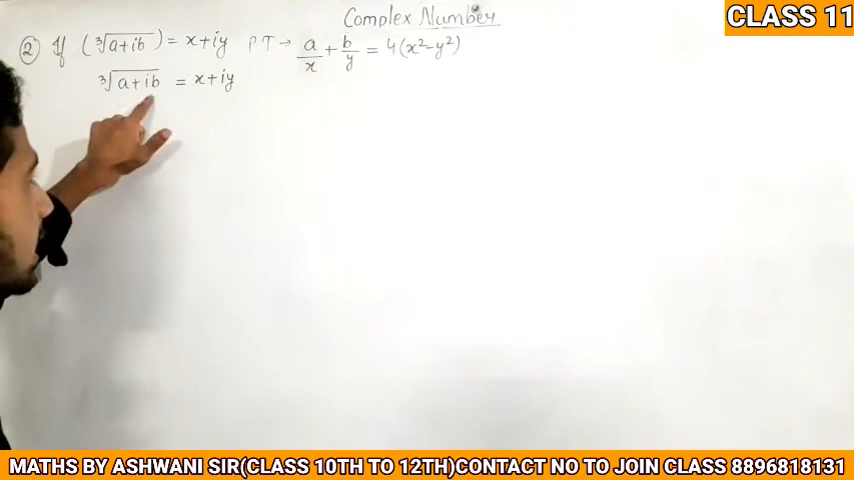 Complex Number
CLASS 11
② If (∛(a+ib)) = x+iy PT→ a/x + b/y = 4(x²-y²)
∛(a+ib) = x+iy
MATHS BY ASHWANI SIR(CLASS 10TH TO 12TH)CONTACT NO TO JOIN CLASS 8896818131